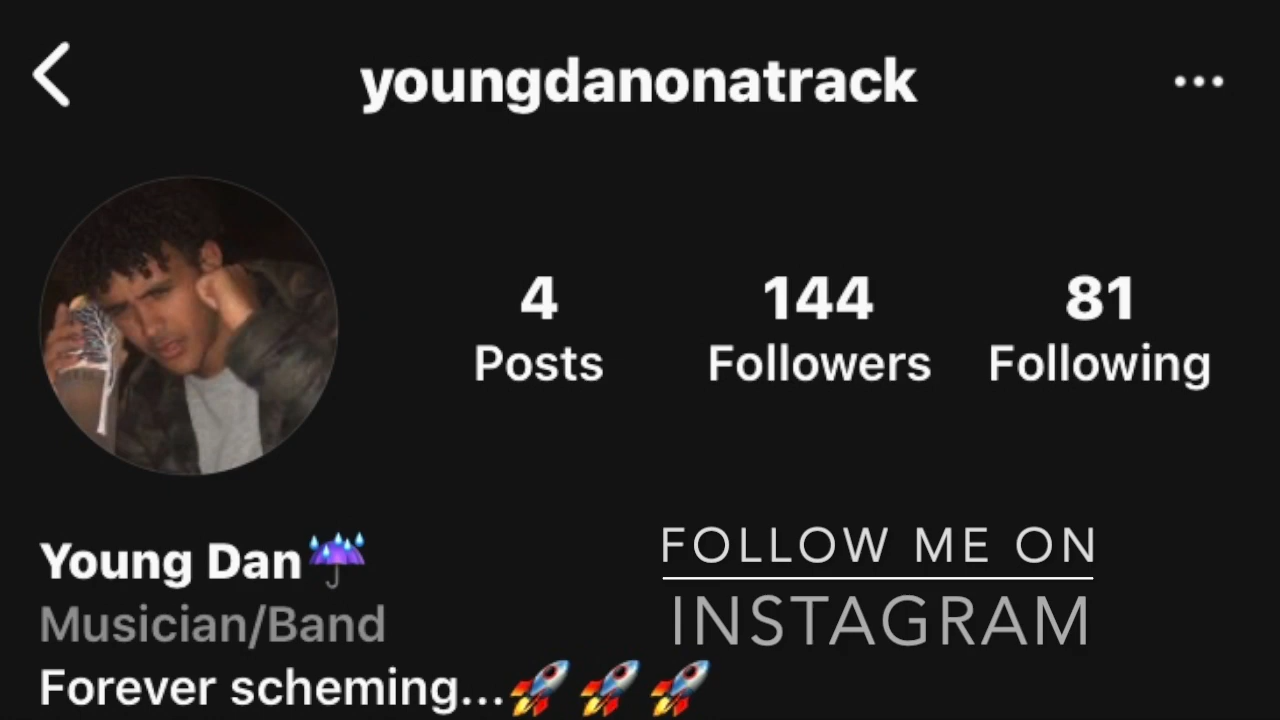 youngdanonatrack
4 144 81
Posts Followers Following
Young Dan☔
Musician/Band
Forever scheming...🚀🚀🚀
FOLLOW ME ON
INSTAGRAM